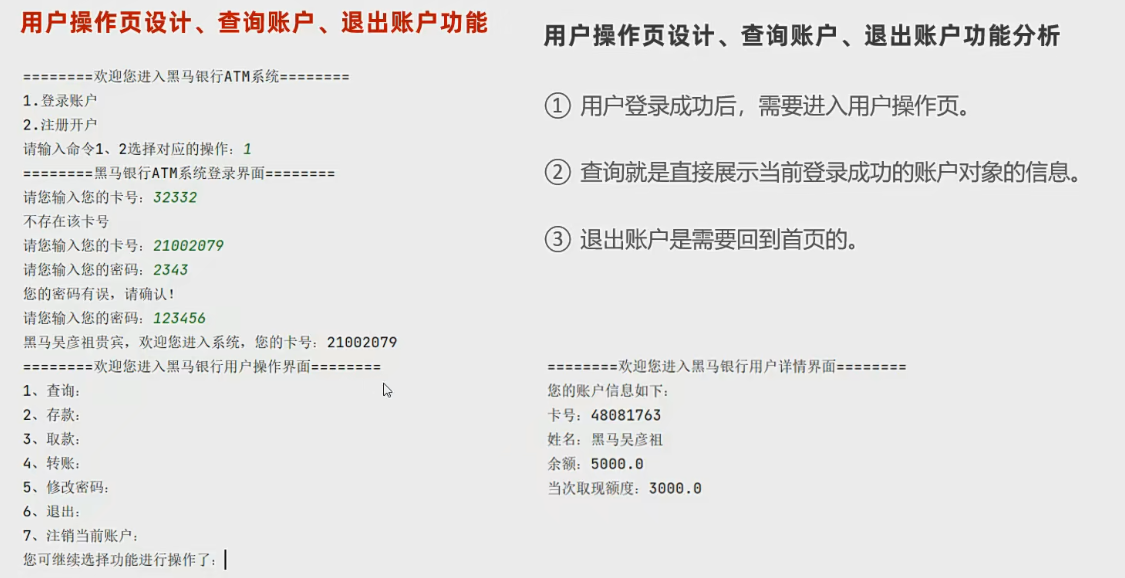 用户操作页设计、查询账户、退出账户功能
========欢迎您进入黑马银行ATM系统========
1.登录账户
2.注册开户
请输入命令1、2选择对应的操作：1
========黑马银行ATM系统登录界面========
请您输入您的卡号：32332
不存在该卡号
请您输入您的卡号：21002079
请您输入您的密码：2343
您的密码有误，请确认！
请您输入您的密码：123456
黑马吴彦祖贵宾，欢迎您进入系统，您的卡号：21002079
========欢迎您进入黑马银行用户操作界面========
1、查询：
2、存款：
3、取款：
4、转账：
5、修改密码：
6、退出：
7、注销当前账户：
您可继续选择功能进行操作了：
用户操作页设计、查询账户、退出账户功能分析
① 用户登录成功后，需要进入用户操作页。
② 查询就是直接展示当前登录成功的账户对象的信息。
③ 退出账户是需要回到首页的。
========欢迎您进入黑马银行用户详情界面========
您的账户信息如下：
卡号：48081763
姓名：黑马吴彦祖
余额：5000.0
当次取现额度：3000.0